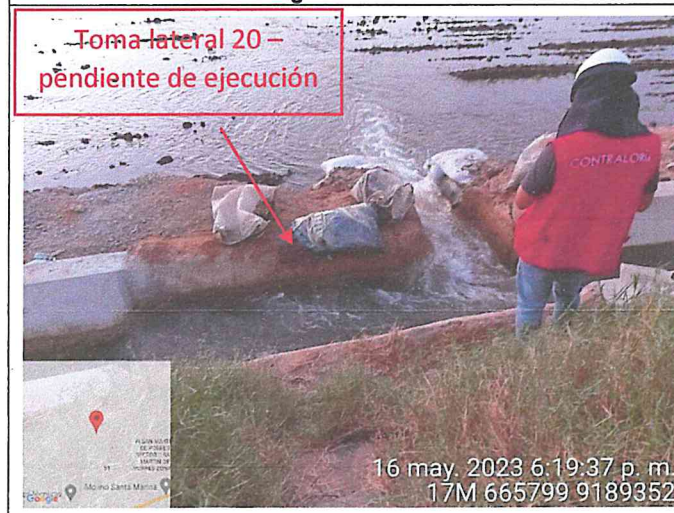 Toma lateral 20 –
pendiente de ejecución
CONTRALORÍA
Molino Santa Marina
Google
16 may. 2023 6:19:37 p. m.
17M 665799 9189352